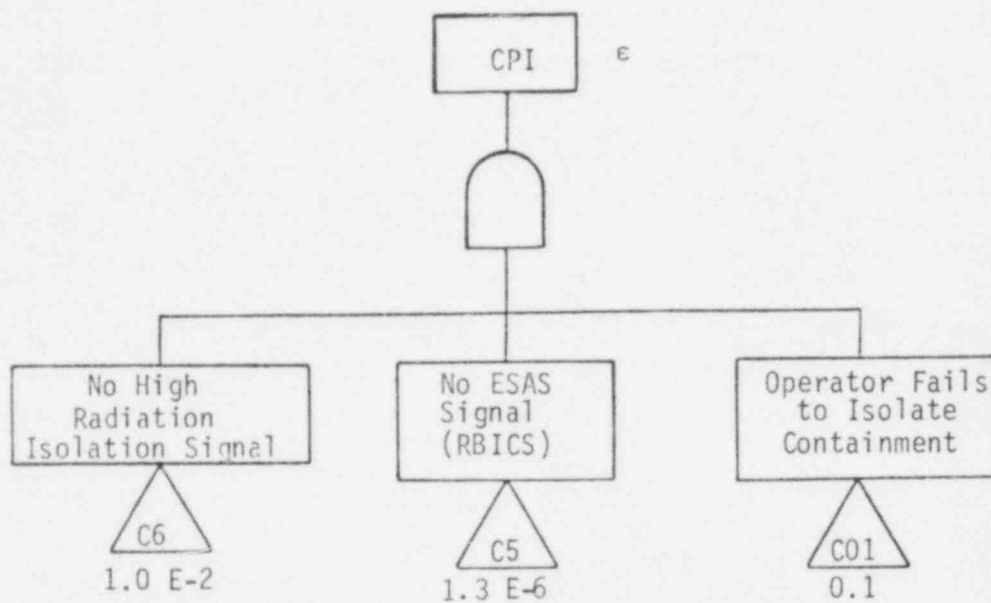 CPI
ε
No High
Radiation
Isolation Signal
No ESAS
Signal
(RBICS)
Operator Fails
to Isolate
Containment
C6
C5
C01
1.0 E-2
1.3 E-6
0.1